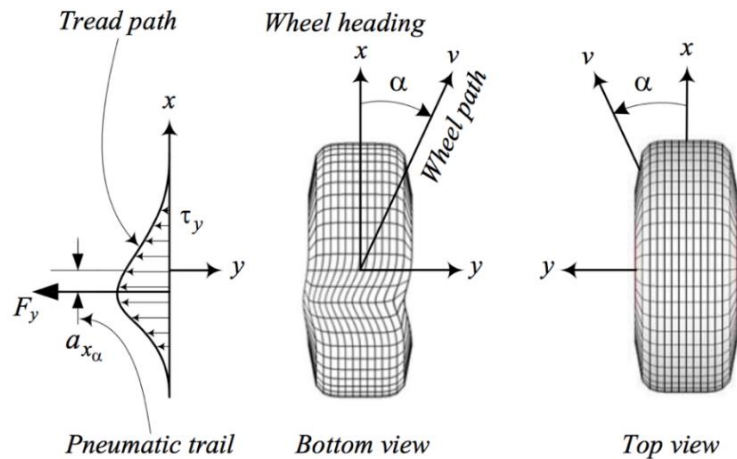 Tread path
Wheel heading
x
v
α
Wheel path
v
α
x
x
τy
y
y
y
Fy
axα
Pneumatic trail
Bottom view
Top view